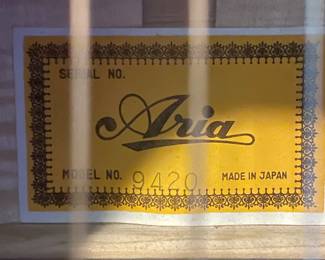 SERIAL NO.
Aria
MODEL NO. 9420 MADE IN JAPAN